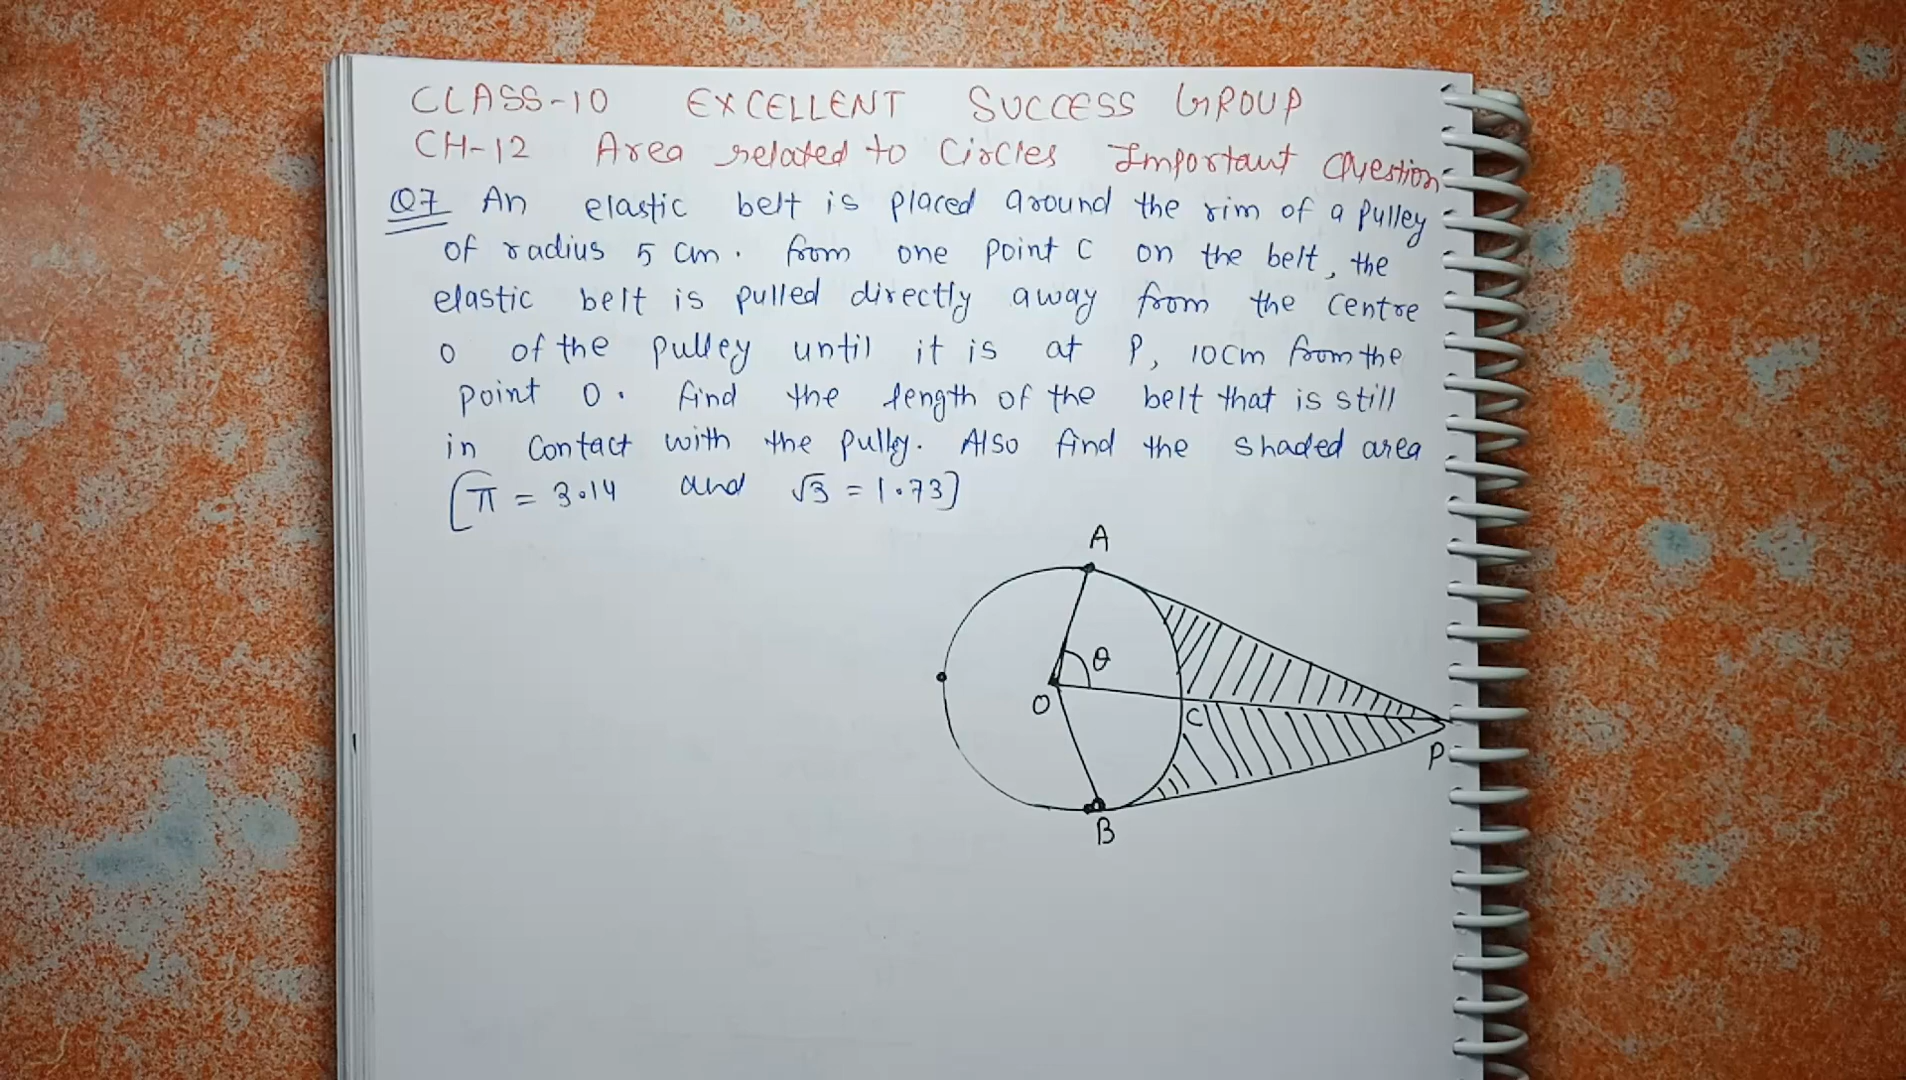 CLASS-10 EXCELLENT SUCCESS GROUP
CH-12 Area related to Circles Important Question
Q7 An elastic belt is placed around the rim of a pulley
of radius 5 cm. from one point C on the belt, the
elastic belt is pulled directly away from the centre
O of the pulley until it is at P, 10cm from the
point O. find the length of the belt that is still
in contact with the pully. Also find the shaded area
[π = 3.14 and √3 = 1.73]
A
θ
O
C
P
B